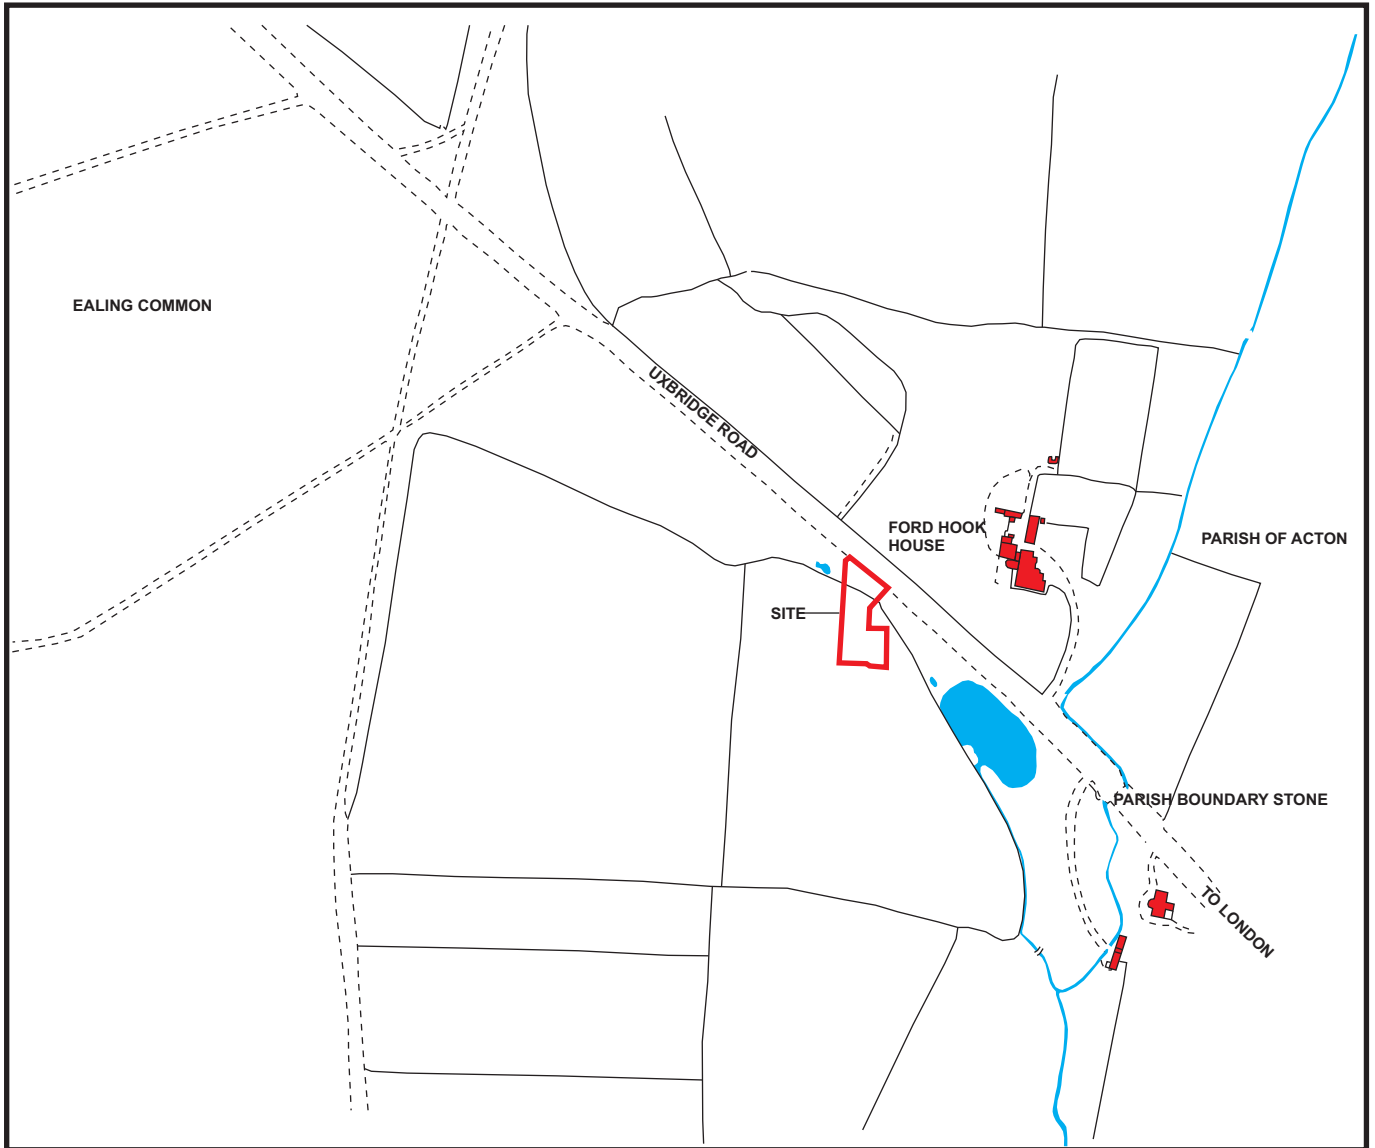 EALING COMMON
UXBRIDGE ROAD
FORD HOOK
HOUSE
PARISH OF ACTON
SITE
PARISH BOUNDARY STONE
TO LONDON